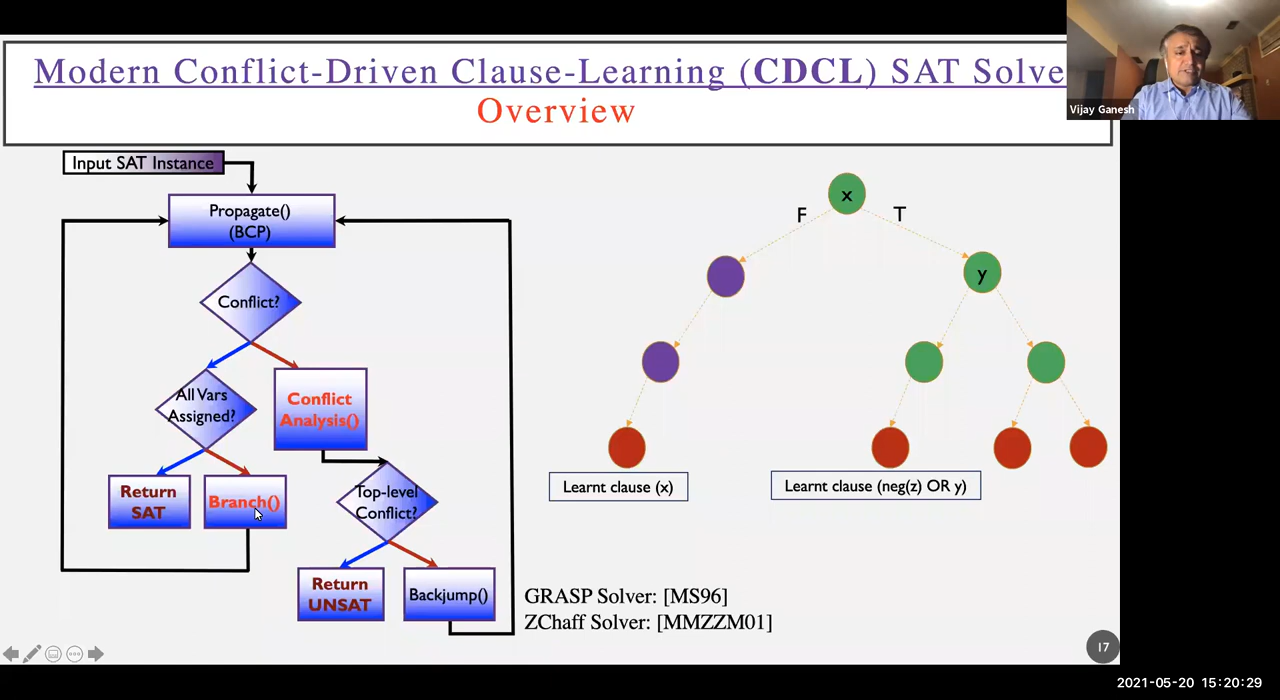 Modern Conflict-Driven Clause-Learning (CDCL) SAT Solve
Overview
Vijay Ganesh
Input SAT Instance
Propagate()
(BCP)
Conflict?
All Vars
Assigned?
Conflict
Analysis()
Return
SAT
Branch()
Top-level
Conflict?
Return
UNSAT
Backjump()
x
F
T
y
Learnt clause (x)
Learnt clause (neg(z) OR y)
GRASP Solver: [MS96]
ZChaff Solver: [MMZZM01]
17
2021-05-20 15:20:29